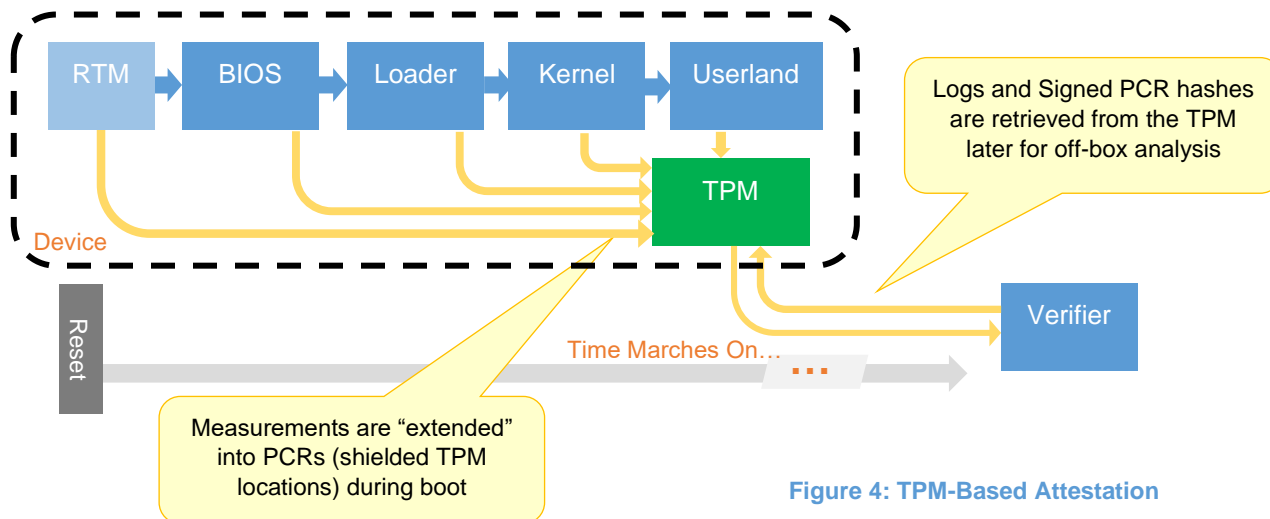 RTM
BIOS
Loader
Kernel
Userland
TPM
Device
Logs and Signed PCR hashes
are retrieved from the TPM
later for off-box analysis
Verifier
Reset
Time Marches On…
...
Measurements are “extended”
into PCRs (shielded TPM
locations) during boot
Figure 4: TPM-Based Attestation